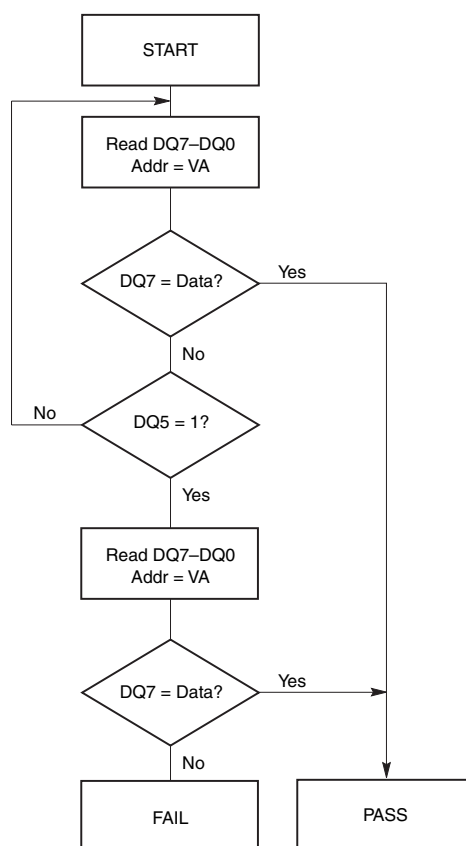 START
Read DQ7–DQ0
Addr = VA
DQ7 = Data?
Yes
No
No
DQ5 = 1?
Yes
Read DQ7–DQ0
Addr = VA
DQ7 = Data?
Yes
No
FAIL
PASS